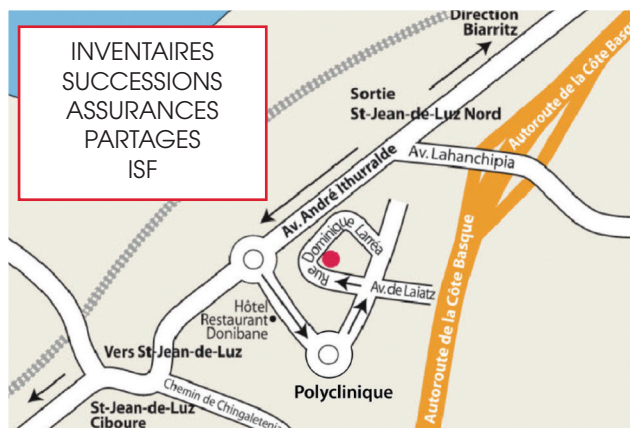 INVENTAIRES
SUCCESSIONS
ASSURANCES
PARTAGES
ISF
Direction
Biarritz
Sortie
St-Jean-de-Luz Nord
Autoroute de la Côte Basque
Av. Lahanchipia
Av. André Ithurralde
Rue Dominique Larréa
Av. de Laiatz
Autoroute de la Côte Basque
Hôtel
Restaurant
Donibane
Vers St-Jean-de-Luz
Polyclinique
Chemin de Chingaletenia
St-Jean-de-Luz
Ciboure